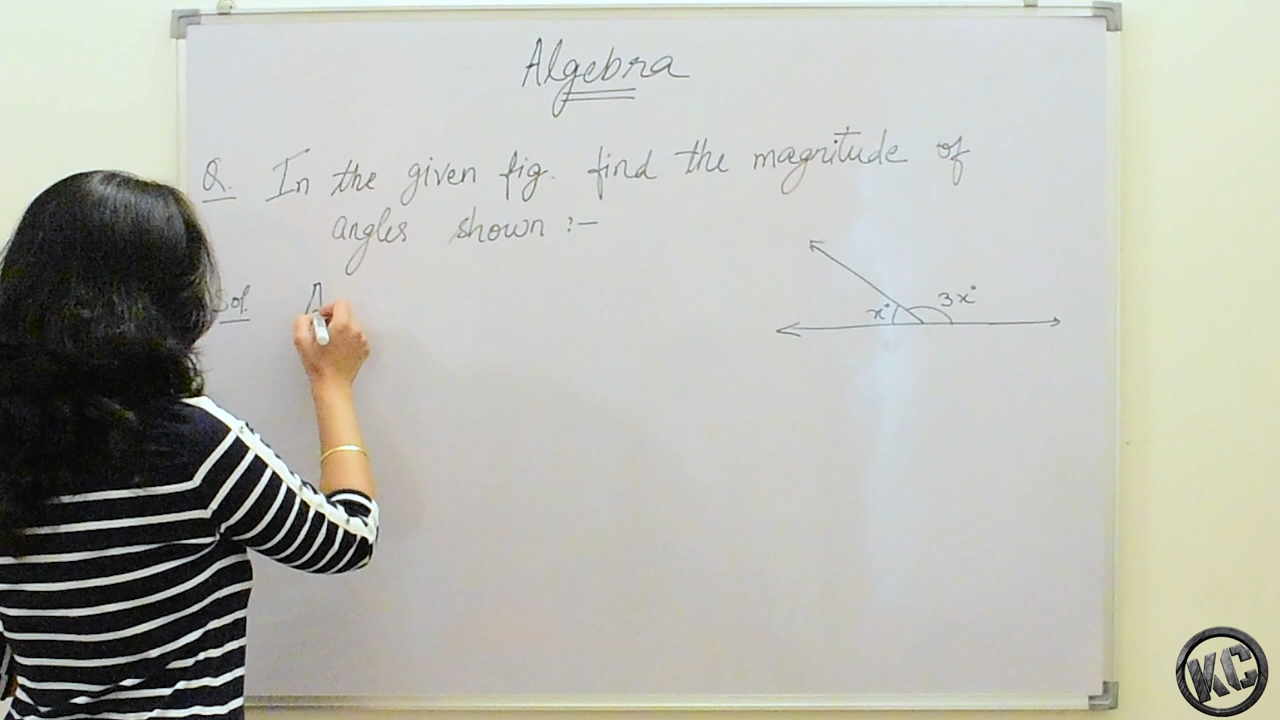 Algebra
Q. In the given fig. find the magnitude of
angles shown :-
Sol. A
x° 3x°
KC